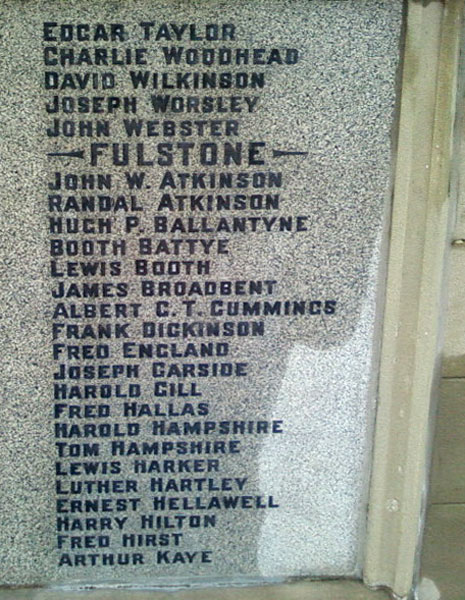 EDGAR TAYLOR
CHARLIE WOODHEAD
DAVID WILKINSON
JOSEPH WORSLEY
JOHN WEBSTER
FULSTONE
JOHN W. ATKINSON
RANDAL ATKINSON
HUGH P. BALLANTYNE
BOOTH BATTYE
LEWIS BOOTH
JAMES BROADBENT
ALBERT C. T. CUMMINGS
FRANK DICKINSON
FRED ENGLAND
JOSEPH GARSIDE
HAROLD GILL
FRED HALLAS
HAROLD HAMPSHIRE
TOM HAMPSHIRE
LEWIS HARKER
LUTHER HARTLEY
ERNEST HELLAWELL
HARRY HILTON
FRED HIRST
ARTHUR KAYE